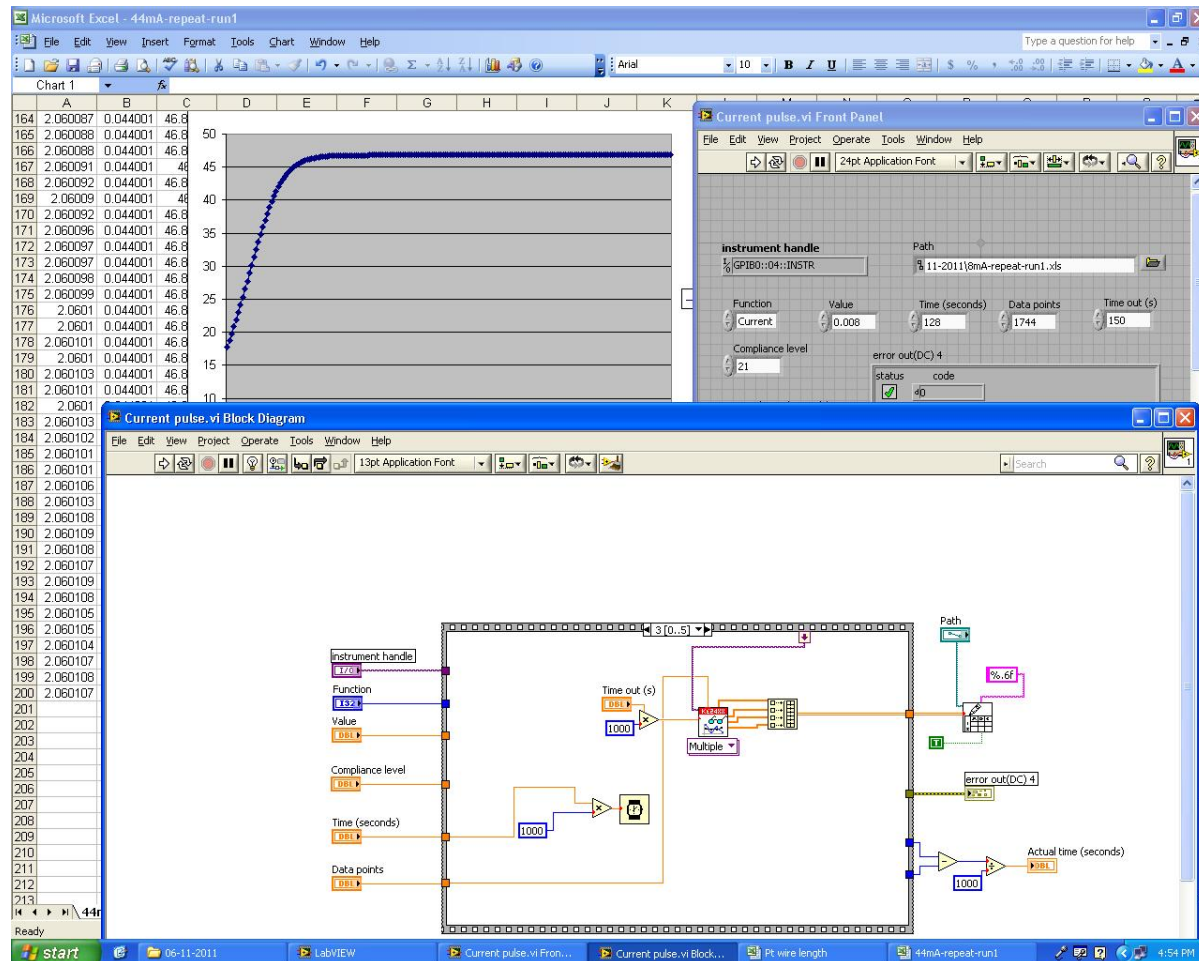 Microsoft Excel - 44mA-repeat-run1
File Edit View Insert Format Tools Chart Window Help
Type a question for help
Arial 10 B I U $ % ,
Chart 1 fx
A B C D E F G H I J K
164 2.060087 0.044001 46.8
165 2.060088 0.044001 46.8
166 2.060088 0.044001 46.8
167 2.060091 0.044001 46
168 2.060092 0.044001 46.8
169 2.06009 0.044001 46
170 2.060092 0.044001 46.8
171 2.060096 0.044001 46.8
172 2.060097 0.044001 46.8
173 2.060097 0.044001 46.8
174 2.060098 0.044001 46.8
175 2.060099 0.044001 46.8
176 2.0601 0.044001 46.8
177 2.0601 0.044001 46.8
178 2.060101 0.044001 46.8
179 2.0601 0.044001 46.8
180 2.060103 0.044001 46.8
181 2.060101 0.044001 46.8
182 2.0601
183 2.060103
184 2.060102
185 2.060101
186 2.060101
187 2.060106
188 2.060103
189 2.060108
190 2.060109
191 2.060108
192 2.060107
193 2.060109
194 2.060108
195 2.060105
196 2.060105
197 2.060104
198 2.060107
199 2.060108
200 2.060107
201
202
203
204
205
206
207
208
209
210
211
212
213
50
45
40
35
30
25
20
15
10
Current pulse.vi Front Panel
File Edit View Project Operate Tools Window Help
24pt Application Font
instrument handle
GPIB0::04::INSTR
Path
11-2011\8mA-repeat-run1.xls
Function Value Time (seconds) Data points Time out (s)
Current 0.008 128 1744 150
Compliance level
21
error out(DC) 4
status code
d0
Current pulse.vi Block Diagram
File Edit View Project Operate Tools Window Help
13pt Application Font
Search
1
3 [0..5]
instrument handle
I/O
Function
I32
Value
DBL
Compliance level
DBL
Time (seconds)
DBL
Data points
DBL
Time out (s)
DBL
1000
Ke24XX
Multiple
1000
Path
%.6f
T
error out(DC) 4
Actual time (seconds)
DBL
1000
Ready
start
06-11-2011
LabVIEW
Current pulse.vi Fron...
Current pulse.vi Block...
Pt wire length
44mA-repeat-run1
4:54 PM